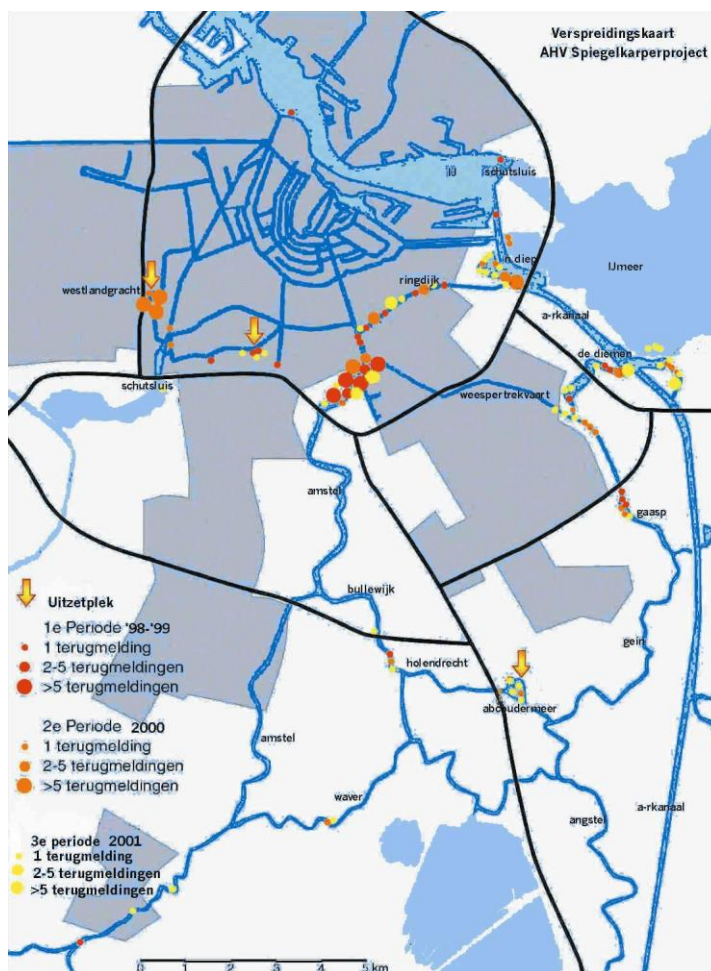 Verspreidingskaart
AHV Spiegelkarperproject
schutsluis
IJmeer
n diep
ringdijk
westlandgracht
a-rkanaal
de diemen
schutsluis
weespertrekvaart
amstel
gaasp
bullewijk
gein
holendrecht
abcoudermeer
amstel
waver
angstel
a-rkanaal
Uitzetplek
1e Periode '98-'99
1 terugmelding
2-5 terugmeldingen
>5 terugmeldingen
2e Periode 2000
1 terugmelding
2-5 terugmeldingen
>5 terugmeldingen
3e periode 2001
1 terugmelding
2-5 terugmeldingen
>5 terugmeldingen
0 1 2 3 4 5 km